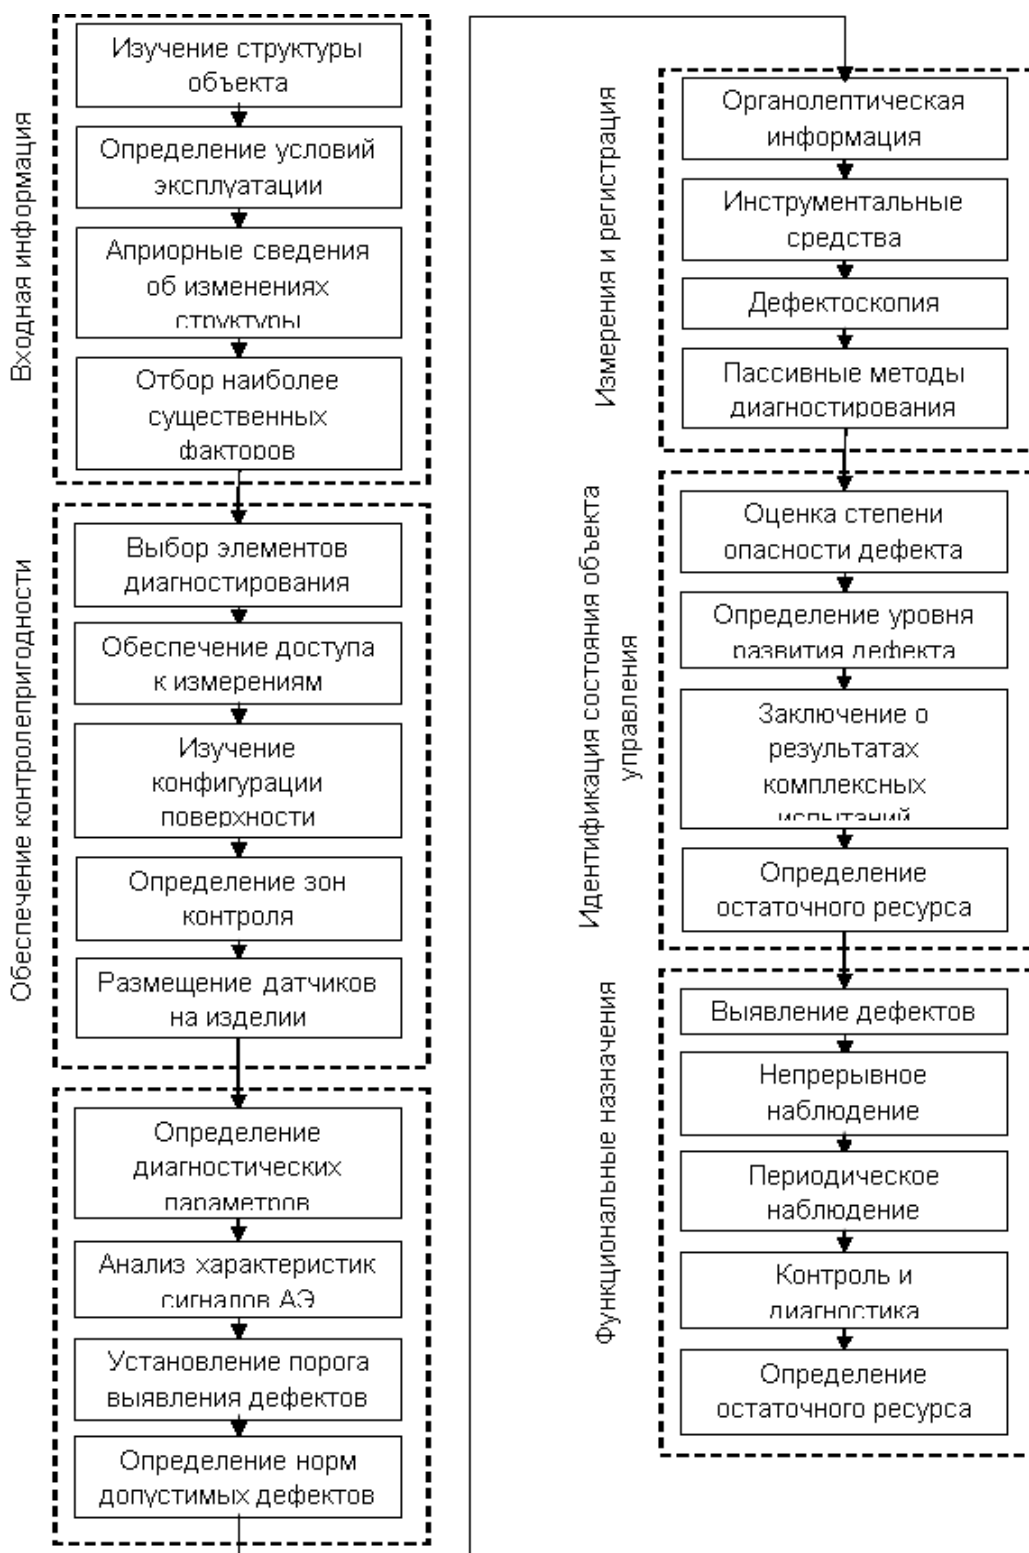 Входная информация
Изучение структуры
объекта
Определение условий
эксплуатации
Априорные сведения
об изменениях
структуры
Отбор наиболее
существенных
факторов
Обеспечение контролепригодности
Выбор элементов
диагностирования
Обеспечение доступа
к измерениям
Изучение
конфигурации
поверхности
Определение зон
контроля
Размещение датчиков
на изделии
Определение
диагностических
параметров
Анализ характеристик
сигналов АЭ
Установление порога
выявления дефектов
Определение норм
допустимых дефектов
Измерения и регистрация
Органолептическая
информация
Инструментальные
средства
Дефектоскопия
Пассивные методы
диагностирования
Идентификация состояния объекта
управления
Оценка степени
опасности дефекта
Определение уровня
развития дефекта
Заключение о
результатах
комплексных
испытаний
Определение
остаточного ресурса
Функциональные назначения
Выявление дефектов
Непрерывное
наблюдение
Периодическое
наблюдение
Контроль и
диагностика
Определение
остаточного ресурса